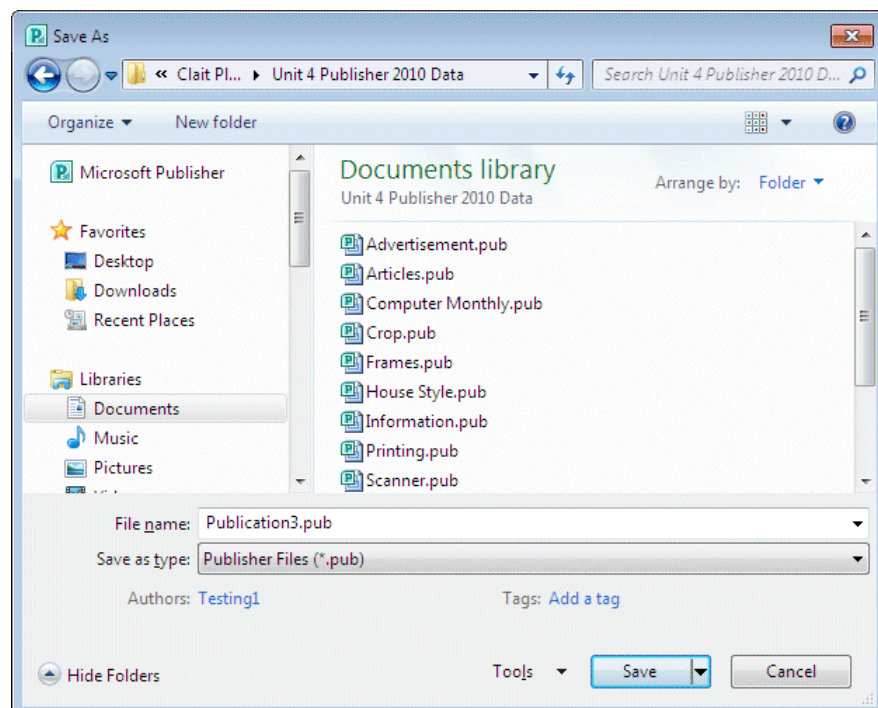 Save As
« Clait Pl... ▸ Unit 4 Publisher 2010 Data
Search Unit 4 Publisher 2010 D...
Organize
New folder
Microsoft Publisher
Favorites
Desktop
Downloads
Recent Places
Libraries
Documents
Music
Pictures
Documents library
Unit 4 Publisher 2010 Data
Arrange by: Folder
Advertisement.pub
Articles.pub
Computer Monthly.pub
Crop.pub
Frames.pub
House Style.pub
Information.pub
Printing.pub
Scanner.pub
File name: Publication3.pub
Save as type: Publisher Files (*.pub)
Authors: Testing1
Tags: Add a tag
Hide Folders
Tools
Save
Cancel